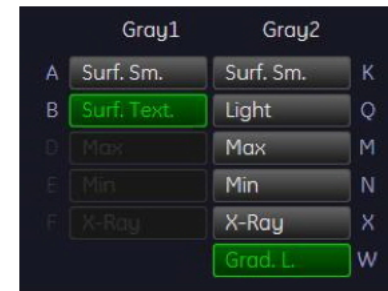 Gray1 Gray2
A Surf. Sm. Surf. Sm. K
B Surf. Text. Light Q
D Max Max M
E Min Min N
F X-Ray X-Ray X
Grad. L. W